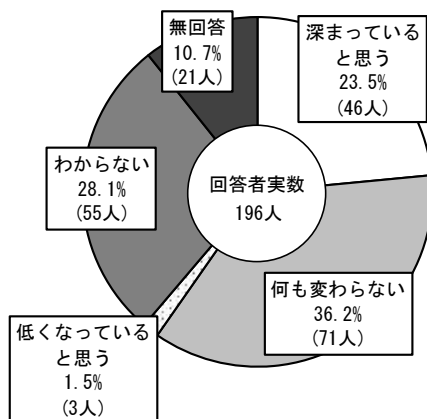 無回答
10.7%
(21人)
深まっている
と思う
23.5%
(46人)
わからない
28.1%
(55人)
回答者実数
196人
何も変わらない
36.2%
(71人)
低くなっている
と思う
1.5%
(3人)